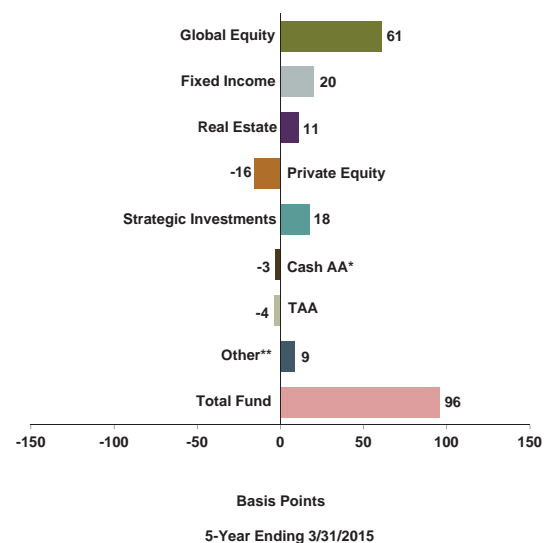 Global Equity 61
Fixed Income 20
Real Estate 11
-16 Private Equity
Strategic Investments 18
-3 Cash AA*
-4 TAA
Other** 9
Total Fund 96
-150 -100 -50 0 50 100 150
Basis Points
5-Year Ending 3/31/2015